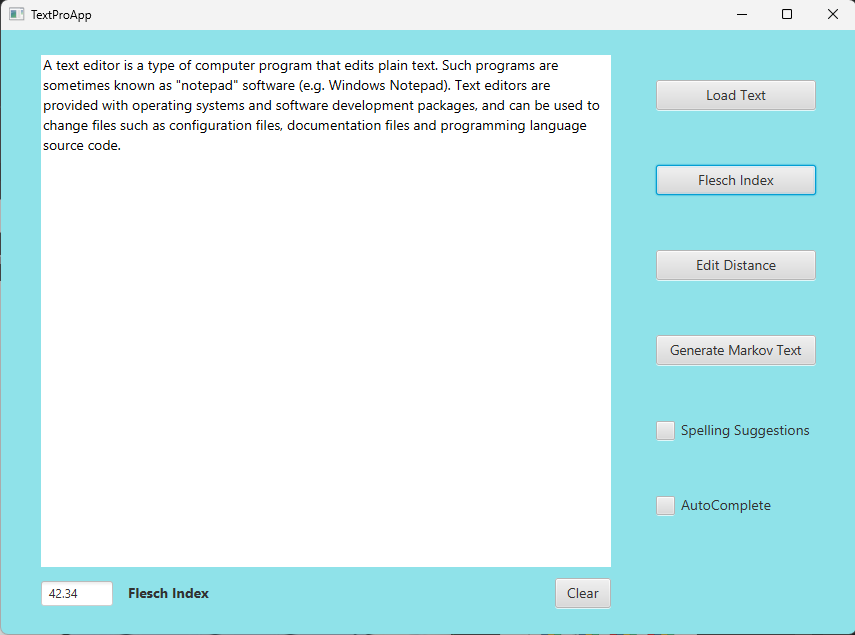 TextProApp
A text editor is a type of computer program that edits plain text. Such programs are
sometimes known as "notepad" software (e.g. Windows Notepad). Text editors are
provided with operating systems and software development packages, and can be used to
change files such as configuration files, documentation files and programming language
source code.
Load Text
Flesch Index
Edit Distance
Generate Markov Text
Spelling Suggestions
AutoComplete
42.34
Flesch Index
Clear